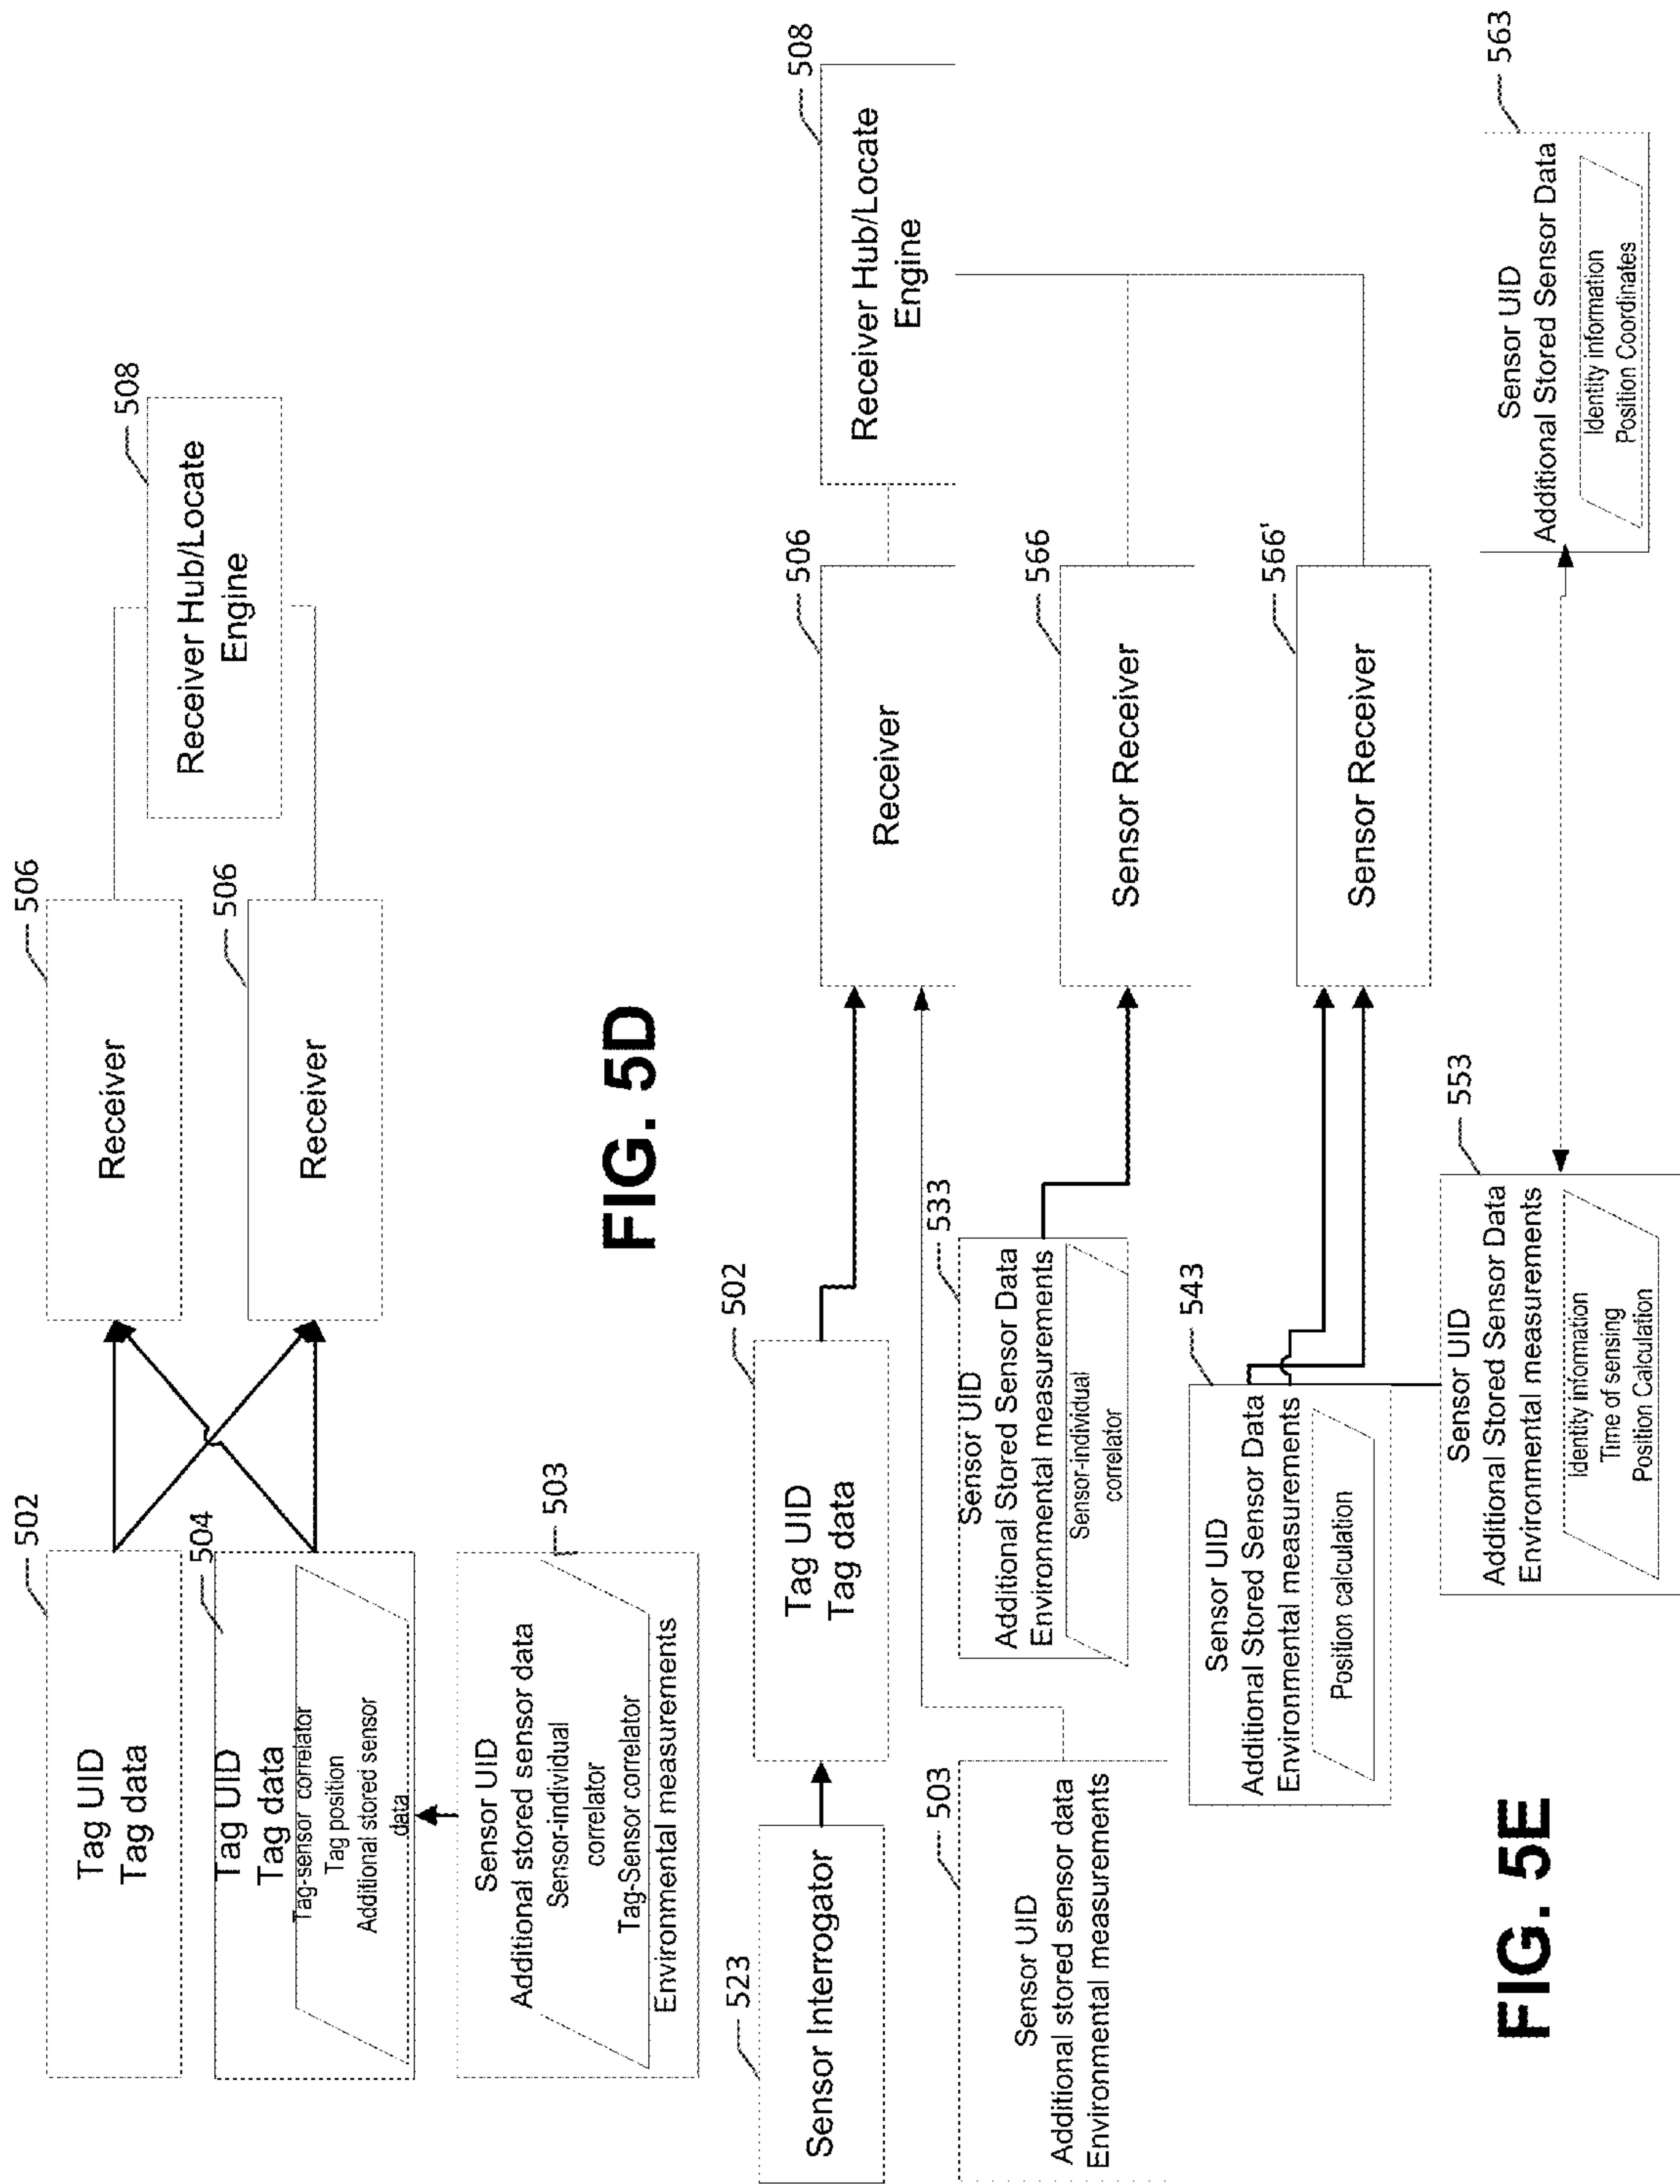 502
Tag UID
Tag data
504
Tag UID
Tag data
Tag-sensor correlator
Tag position
Additional stored sensor
data
503
Sensor UID
Additional stored sensor data
Sensor-individual
correlator
Tag-Sensor correlator
Environmental measurements
506
Receiver
506
Receiver
508
Receiver Hub/Locate
Engine
FIG. 5D
523
Sensor Interrogator
502
Tag UID
Tag data
503
Sensor UID
Additional stored sensor data
Environmental measurements
533
Sensor UID
Additional Stored Sensor Data
Environmental measurements
Sensor-individual
correlator
543
Sensor UID
Additional Stored Sensor Data
Environmental measurements
Position calculation
553
Sensor UID
Additional Stored Sensor Data
Environmental measurements
Identity information
Time of sensing
Position Calculation
506
Receiver
566
Sensor Receiver
566'
Sensor Receiver
508
Receiver Hub/Locate
Engine
563
Sensor UID
Additional Stored Sensor Data
Identity information
Position Coordinates
FIG. 5E